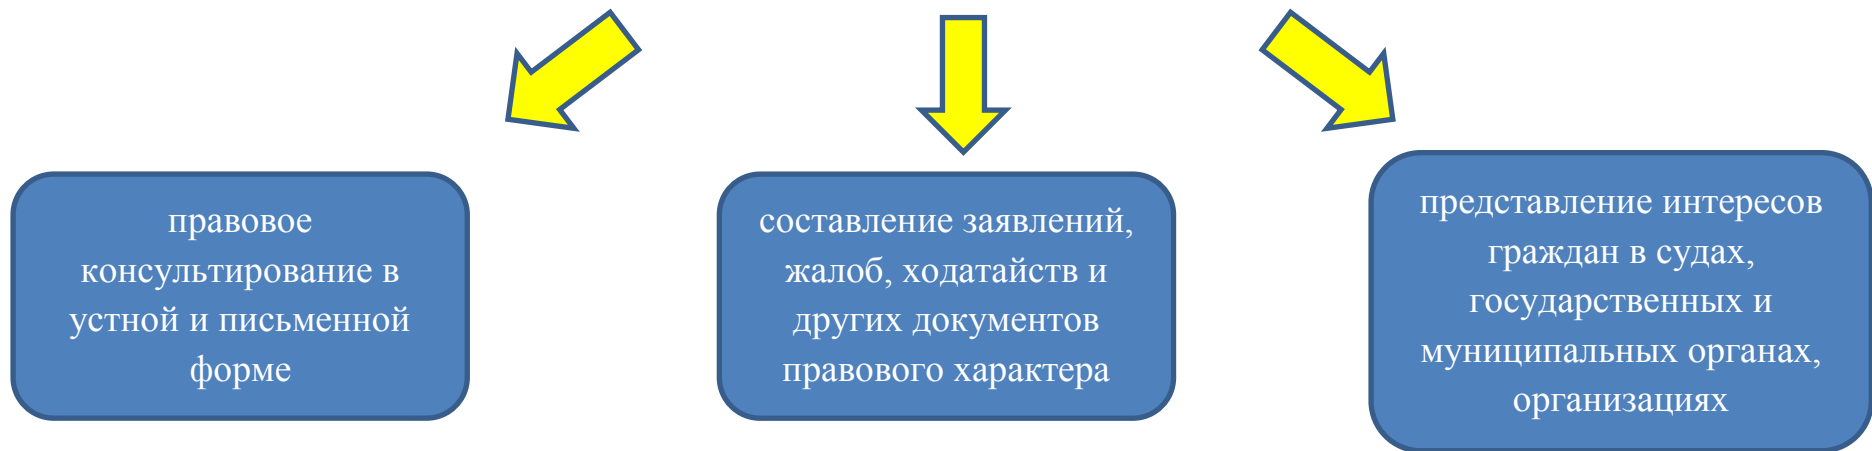 правовое
консультирование в
устной и письменной
форме
составление заявлений,
жалоб, ходатайств и
других документов
правового характера
представление интересов
граждан в судах,
государственных и
муниципальных органах,
организациях